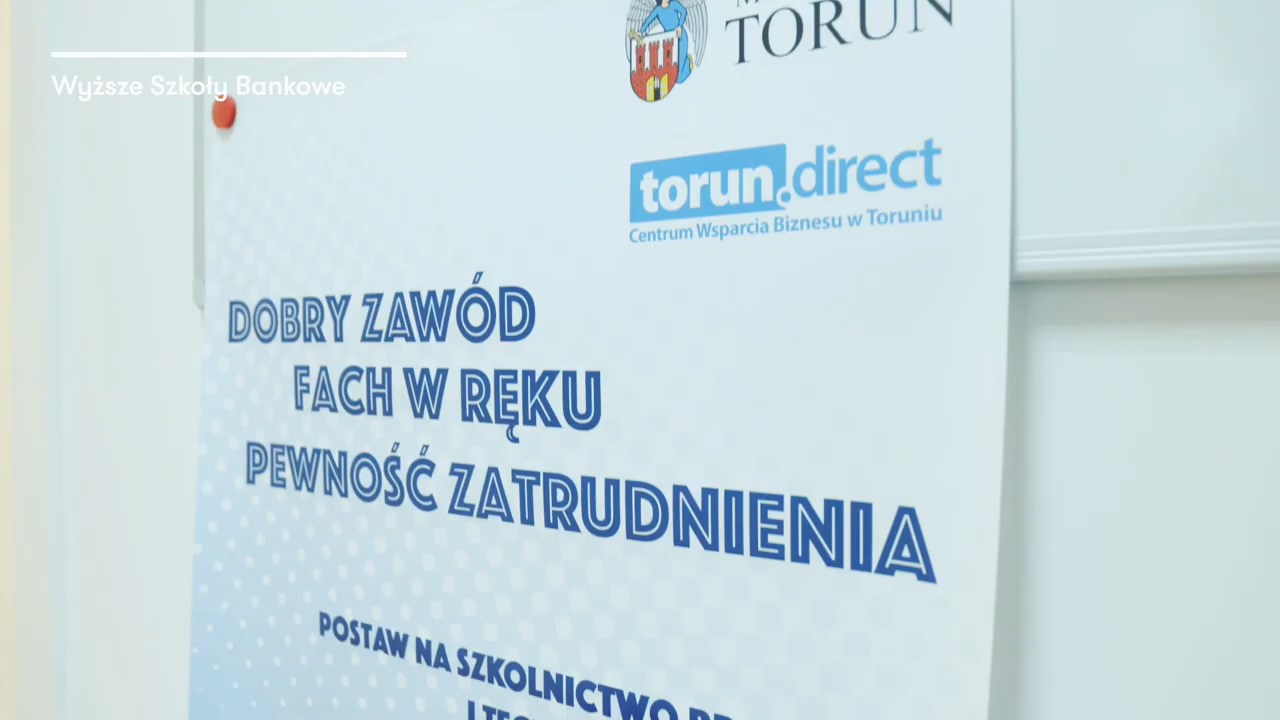 Wyższe Szkoły Bankowe
TORUŃ
torun.direct
Centrum Wsparcia Biznesu w Toruniu
DOBRY ZAWÓD
FACH W RĘKU
PEWNOŚĆ ZATRUDNIENIA
POSTAW NA SZKOLNICTWO
I